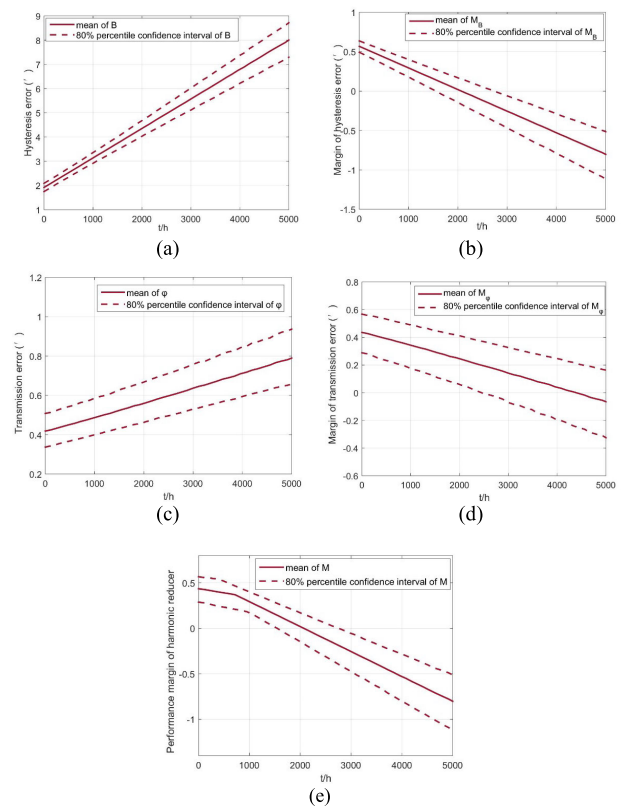 mean of B
80% percentile confidence interval of B
Hysteresis error (′)
9
8
7
6
5
4
3
2
1
0
1000
2000
3000
4000
5000
t/h
(a)
mean of M_B
80% percentile confidence interval of M_B
Margin of hysteresis error (′)
1
0.5
0
-0.5
-1
-1.5
0
1000
2000
3000
4000
5000
t/h
(b)
mean of φ
80% percentile confidence interval of φ
Transmission error (′)
1.2
1
0.8
0.6
0.4
0.2
0
1000
2000
3000
4000
5000
t/h
(c)
mean of M_φ
80% percentile confidence interval of M_φ
Margin of transmission error (′)
0.8
0.6
0.4
0.2
0
-0.2
-0.4
-0.6
0
1000
2000
3000
4000
5000
t/h
(d)
mean of M
80% percentile confidence interval of M
Performance margin of harmonic reducer
0.5
0
-0.5
-1
0
1000
2000
3000
4000
5000
t/h
(e)